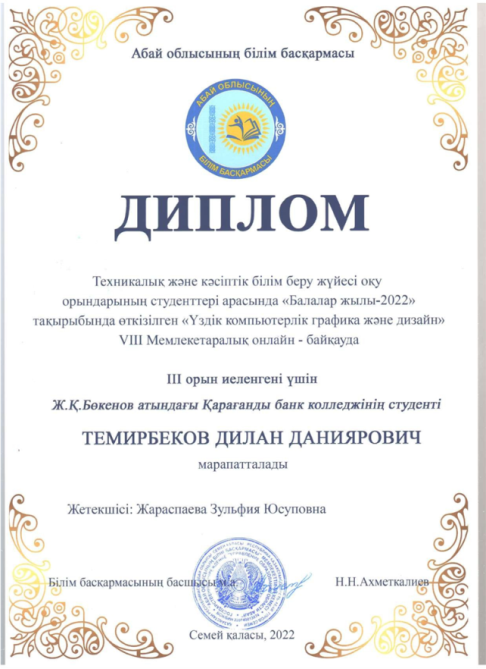 Абай облысының білім басқармасы
АБАЙ ОБЛЫСЫНЫҢ
БІЛІМ БАСҚАРМАСЫ
ДИПЛОМ
Техникалық және кәсіптік білім беру жүйесі оқу
орындарының студенттері арасында «Балалар жылы-2022»
тақырыбында өткізілген «Үздік компьютерлік графика және дизайн»
VIII Мемлекетаралық онлайн - байқауда
III орын иеленгені үшін
Ж.Қ.Бөкенов атындағы Қарағанды банк колледжінің студенті
ТЕМИРБЕКОВ ДИЛАН ДАНИЯРОВИЧ
марапатталады
Жетекшісі: Жараспаева Зульфия Юсуповна
Білім басқармасының басшысы м.а. Н.Н.Ахметкалиев
Семей қаласы, 2022